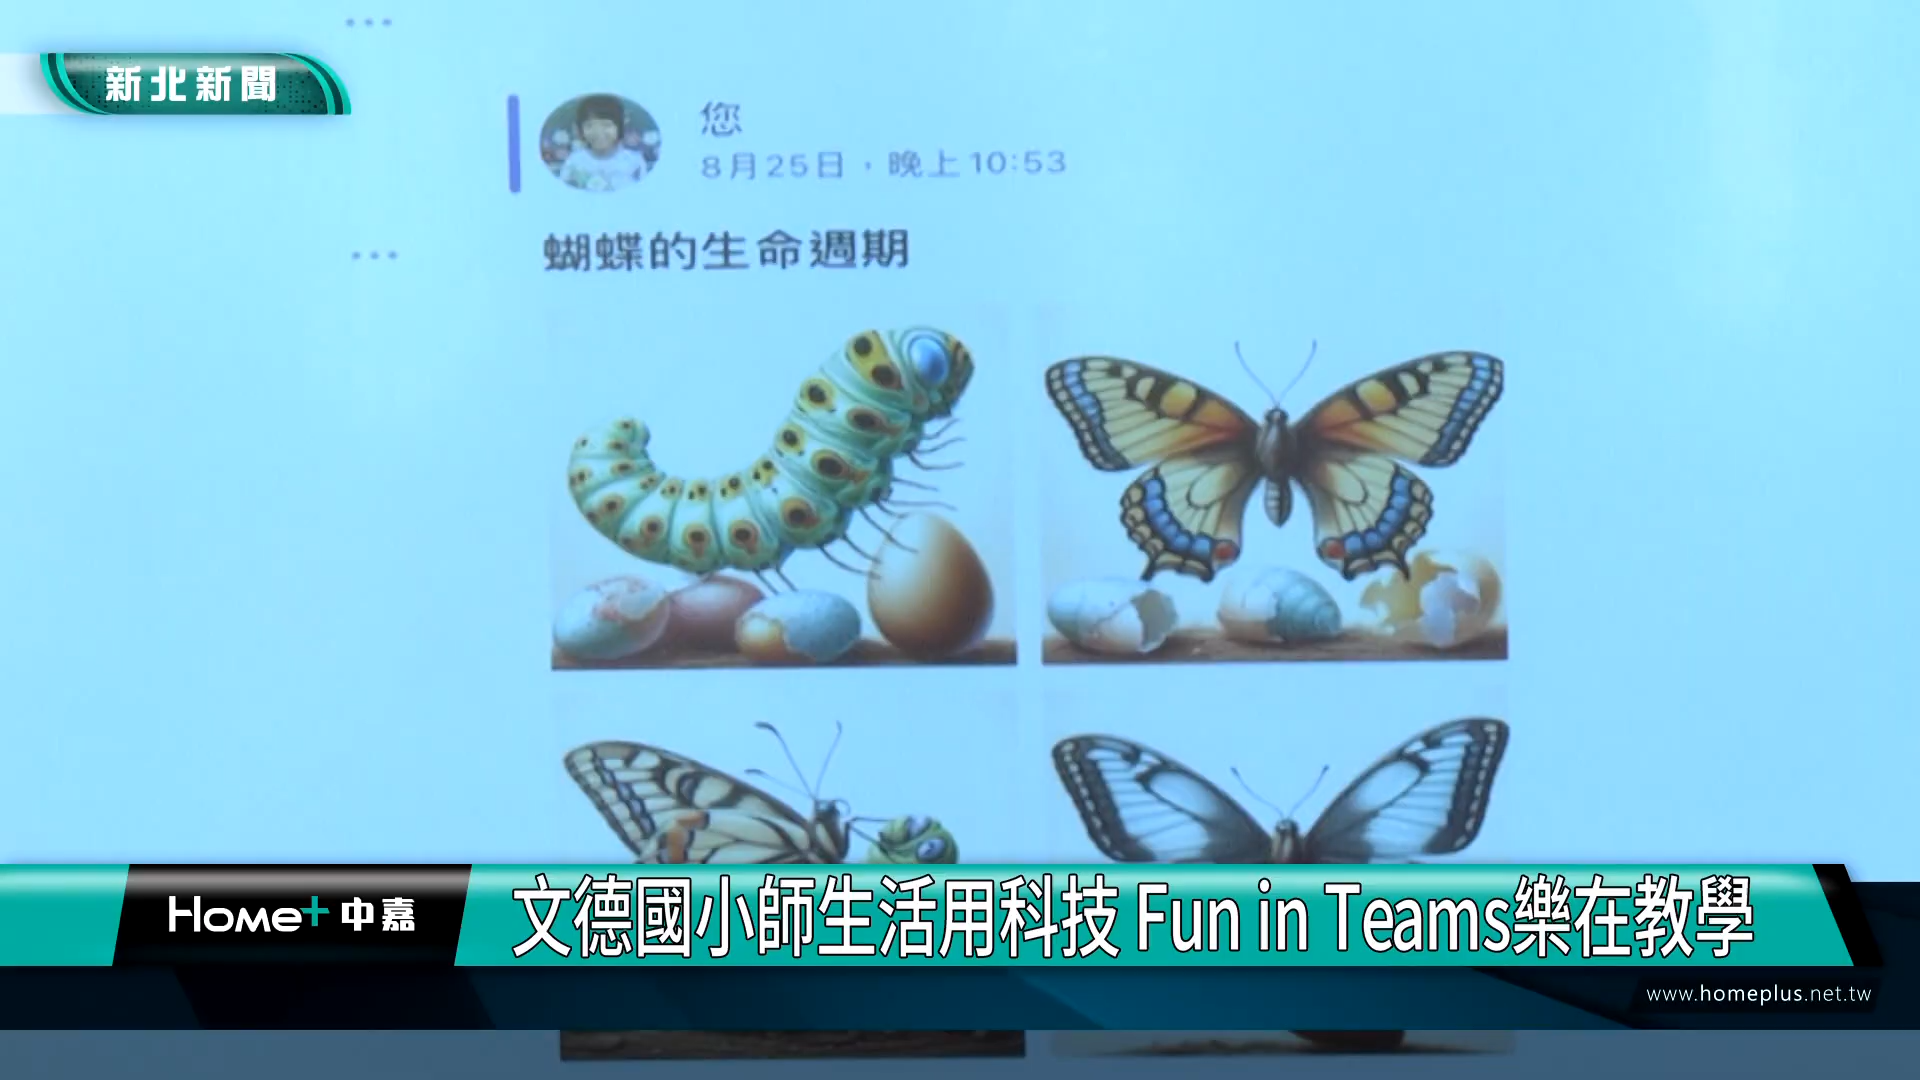 新北新聞
您
8月25日，晚上10:53
蝴蝶的生命週期
Home+中嘉
文德國小師生活用科技 Fun in Teams樂在教學
www.homeplus.net.tw